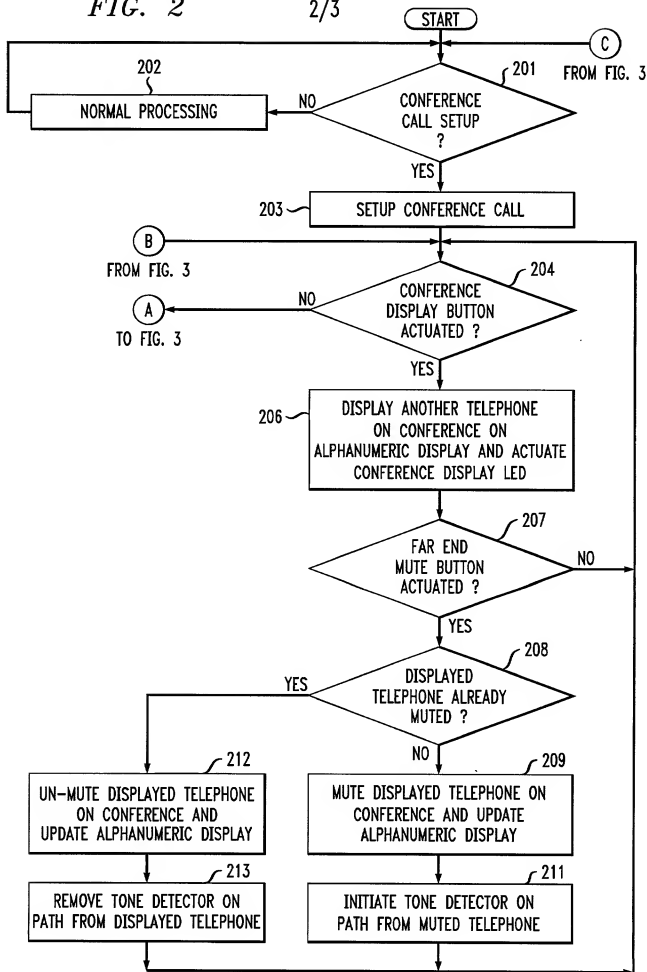 FIG. 2
2/3
START
C
FROM FIG. 3
202
NORMAL PROCESSING
NO
201
CONFERENCE
CALL SETUP
?
YES
203
SETUP CONFERENCE CALL
B
FROM FIG. 3
204
NO
CONFERENCE
DISPLAY BUTTON
ACTUATED ?
A
TO FIG. 3
YES
206
DISPLAY ANOTHER TELEPHONE
ON CONFERENCE ON
ALPHANUMERIC DISPLAY AND ACTUATE
CONFERENCE DISPLAY LED
207
FAR END
MUTE BUTTON
ACTUATED ?
NO
YES
208
YES
DISPLAYED
TELEPHONE ALREADY
MUTED ?
NO
212
UN-MUTE DISPLAYED TELEPHONE
ON CONFERENCE AND
UPDATE ALPHANUMERIC DISPLAY
209
MUTE DISPLAYED TELEPHONE ON
CONFERENCE AND UPDATE
ALPHANUMERIC DISPLAY
213
REMOVE TONE DETECTOR ON
PATH FROM DISPLAYED TELEPHONE
211
INITIATE TONE DETECTOR ON
PATH FROM MUTED TELEPHONE